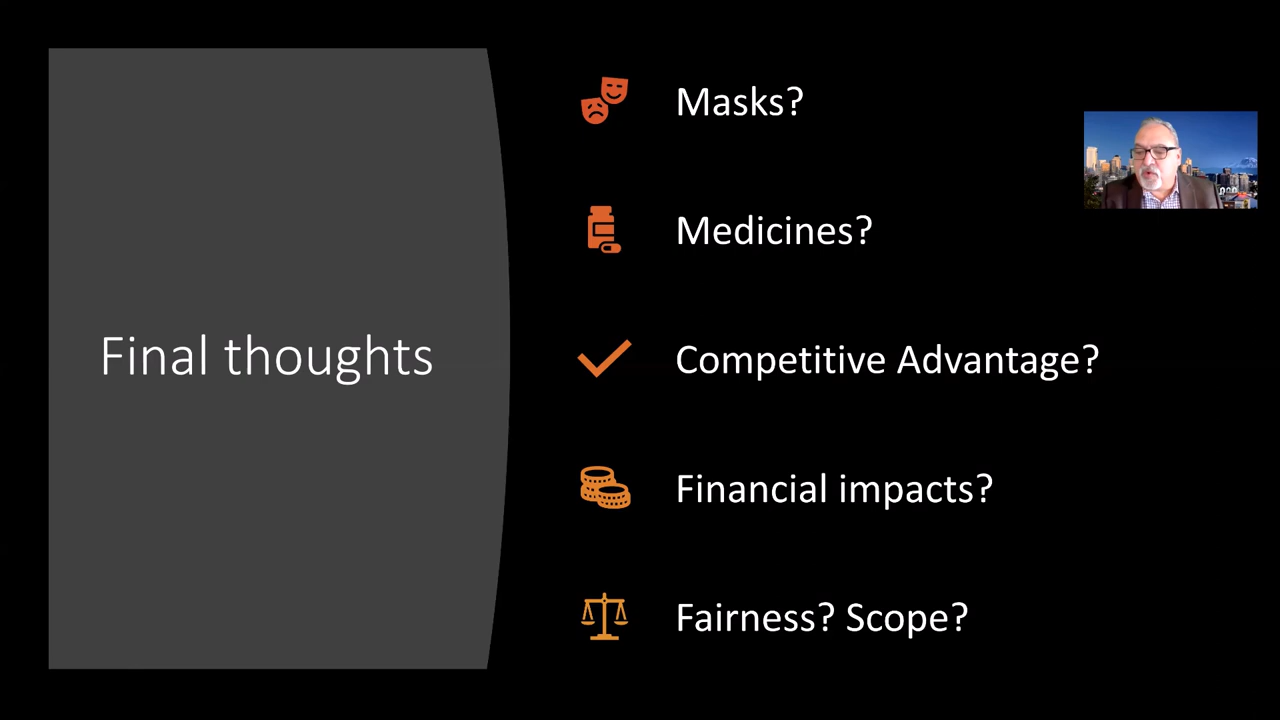 Final thoughts
Masks?
Medicines?
Competitive Advantage?
Financial impacts?
Fairness? Scope?